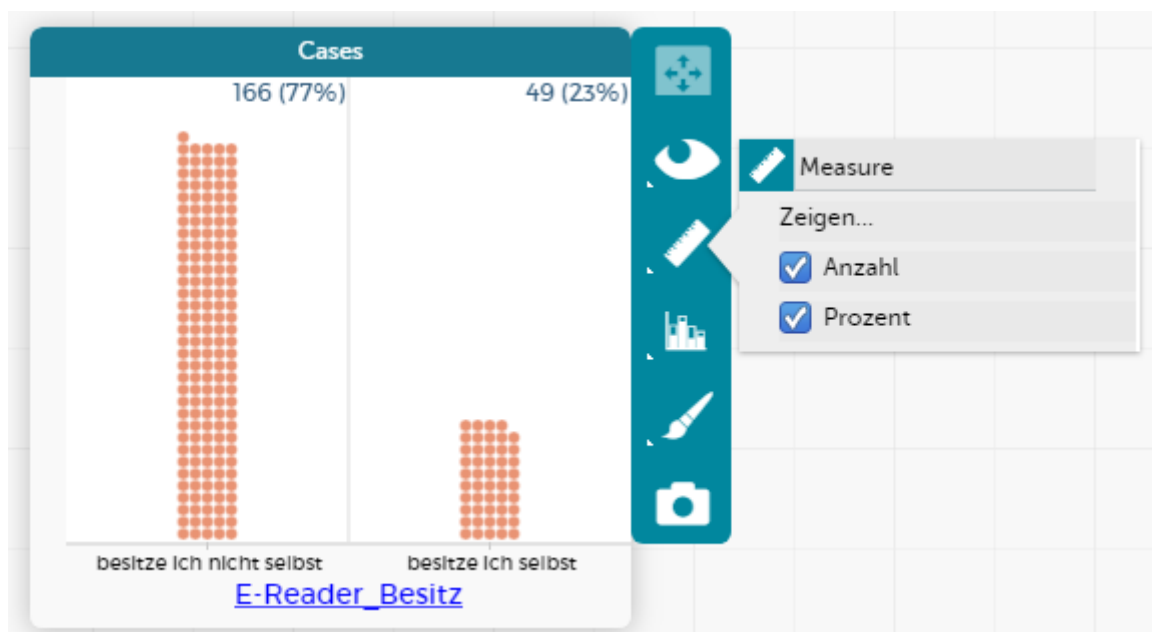 Cases
166 (77%)
49 (23%)
Measure
Zeigen...
Anzahl
Prozent
besitze ich nicht selbst
besitze ich selbst
E-Reader_Besitz